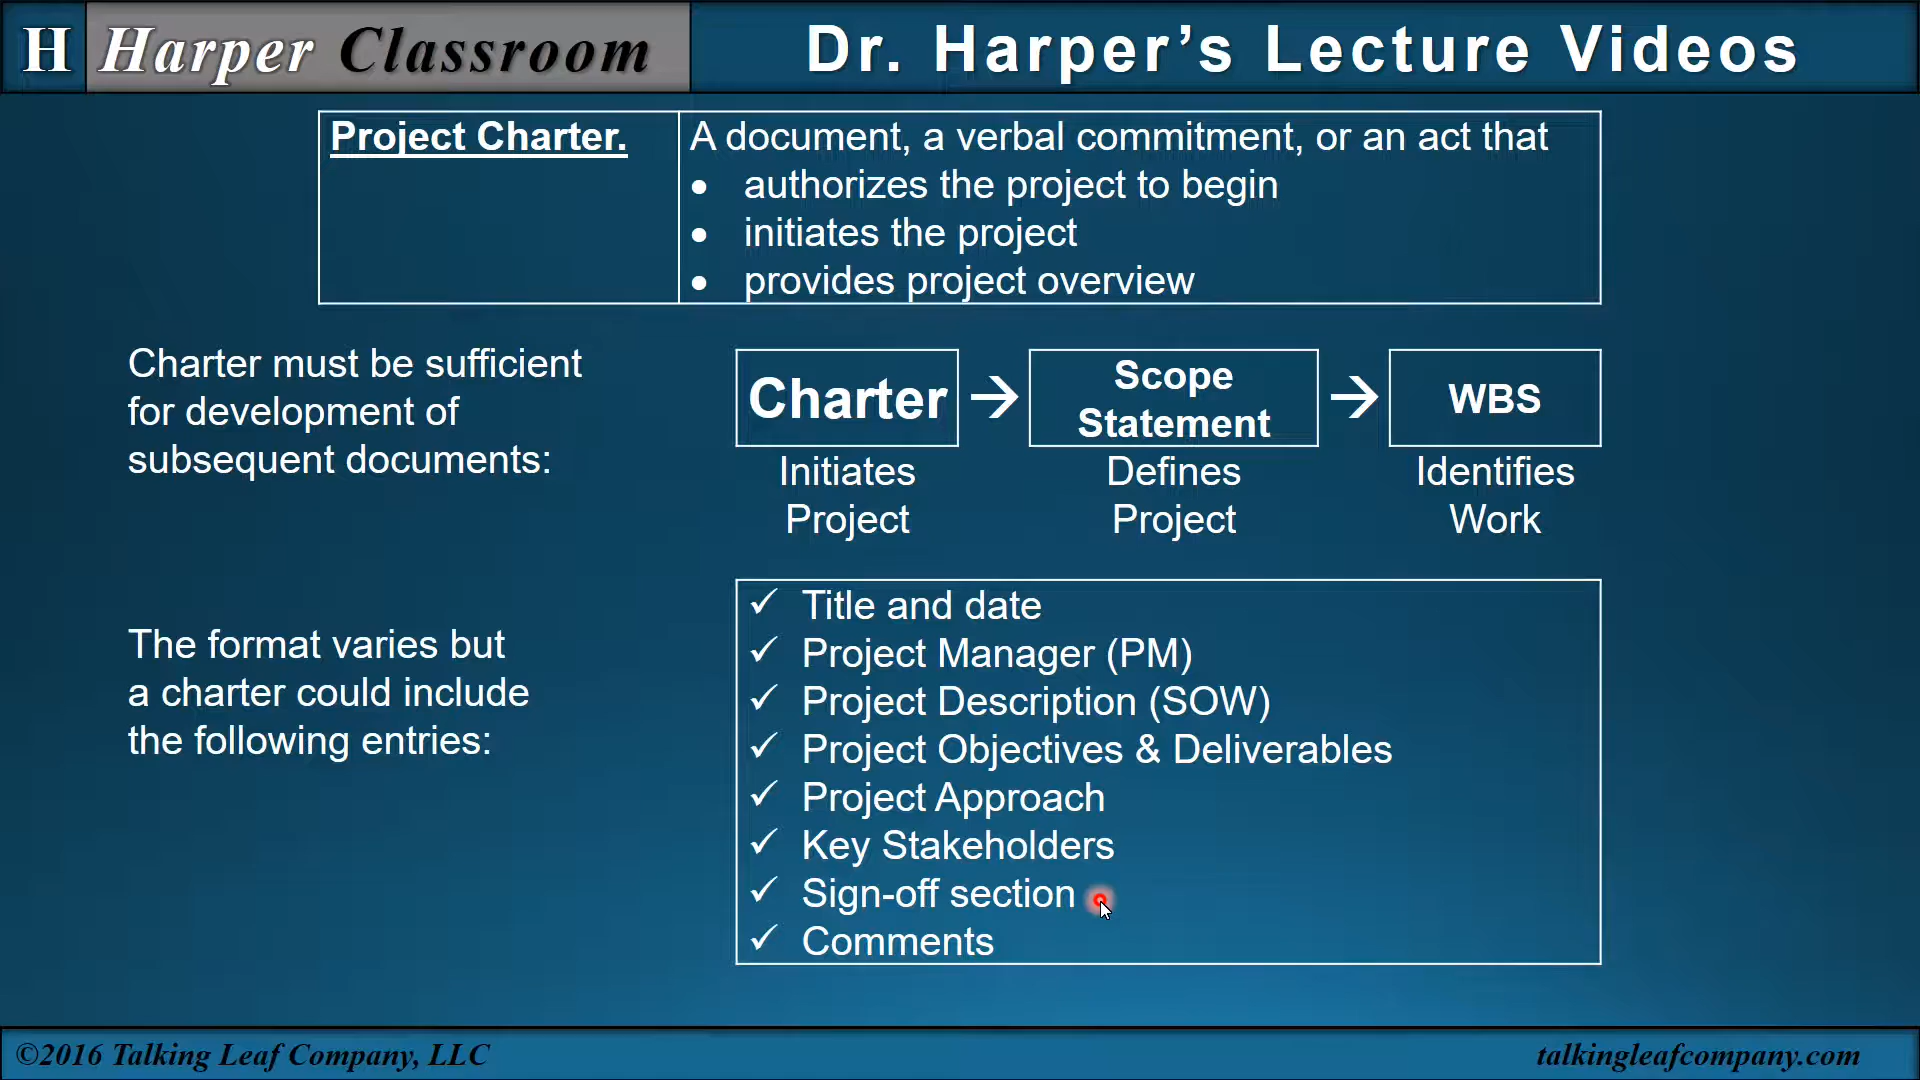 H Harper Classroom
Dr. Harper's Lecture Videos
Project Charter.
A document, a verbal commitment, or an act that
• authorizes the project to begin
• initiates the project
• provides project overview
Charter must be sufficient
for development of
subsequent documents:
Charter → Scope Statement → WBS
Initiates
Project
Defines
Project
Identifies
Work
The format varies but
a charter could include
the following entries:
✓ Title and date
✓ Project Manager (PM)
✓ Project Description (SOW)
✓ Project Objectives & Deliverables
✓ Project Approach
✓ Key Stakeholders
✓ Sign-off section
✓ Comments
©2016 Talking Leaf Company, LLC
talkingleafcompany.com